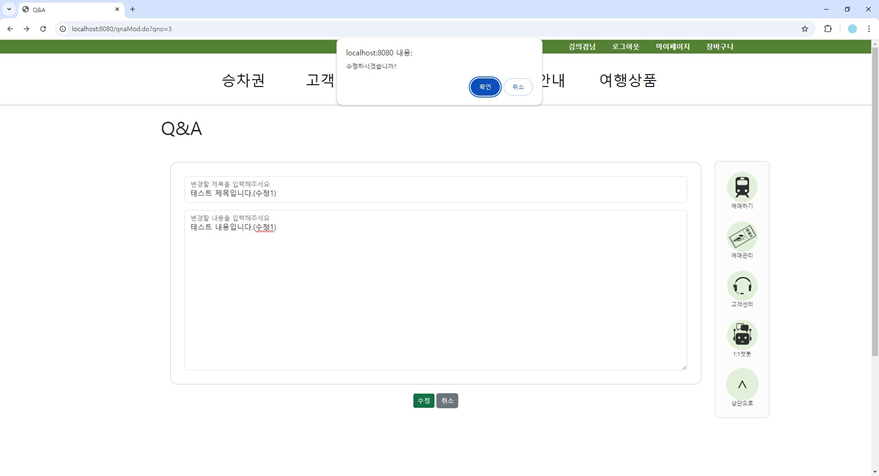 Q&A
localhost:8080/qnaMod.do?qno=3
localhost:8080 내용:
수정하시겠습니까?
확인 취소
김의겸님 로그아웃 마이페이지 장바구니
승차권 고객 안내 여행상품
Q&A
변경할 제목을 입력해주세요
테스트 제목입니다.(수정1)
변경할 내용을 입력해주세요
테스트 내용입니다.(수정1)
수정 취소
예매하기
예매관리
고객센터
1:1챗봇
상단으로